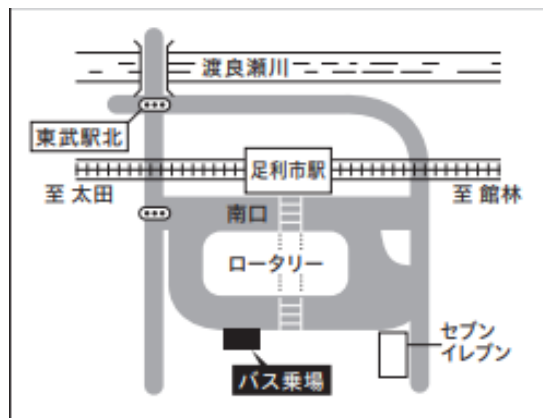 渡良瀬川
東武駅北
足利市駅
至 太田
至 館林
南口
ロータリー
セブン
イレブン
バス乗場